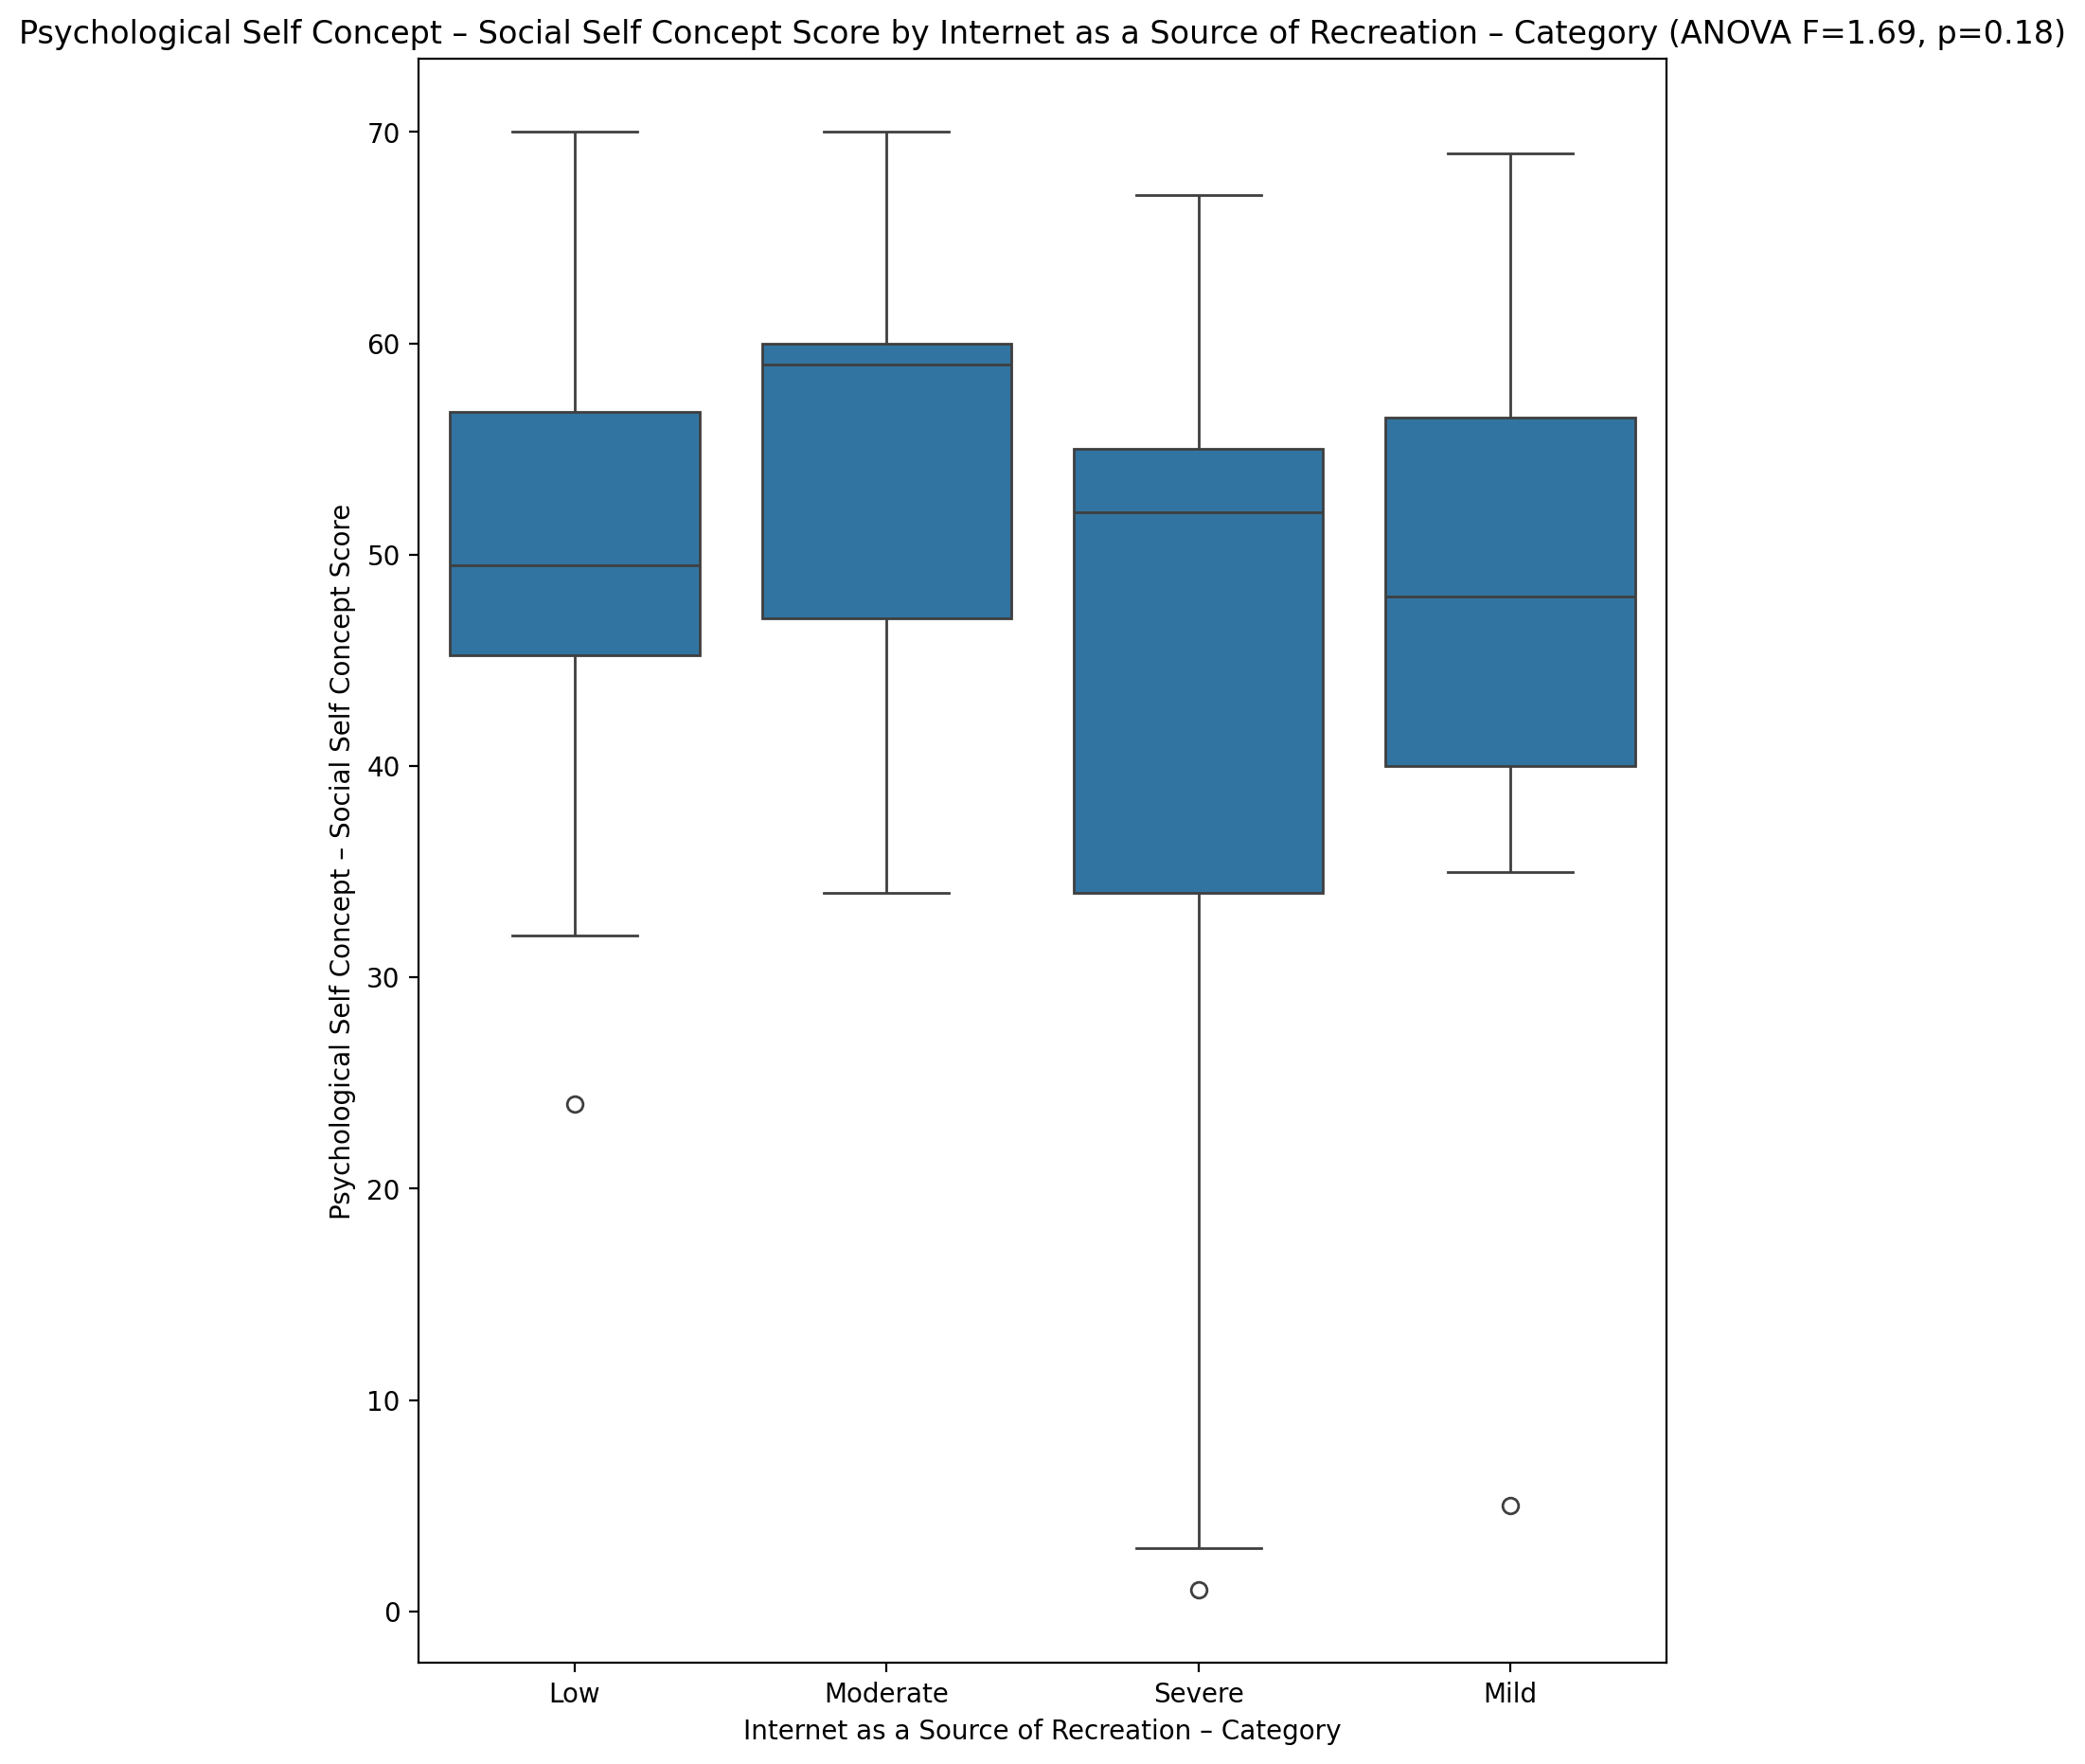 Psychological Self Concept – Social Self Concept Score by Internet as a Source of Recreation – Category (ANOVA F=1.69, p=0.18)
Psychological Self Concept – Social Self Concept Score
70
60
50
40
30
20
10
0
Low Moderate Severe Mild
Internet as a Source of Recreation – Category